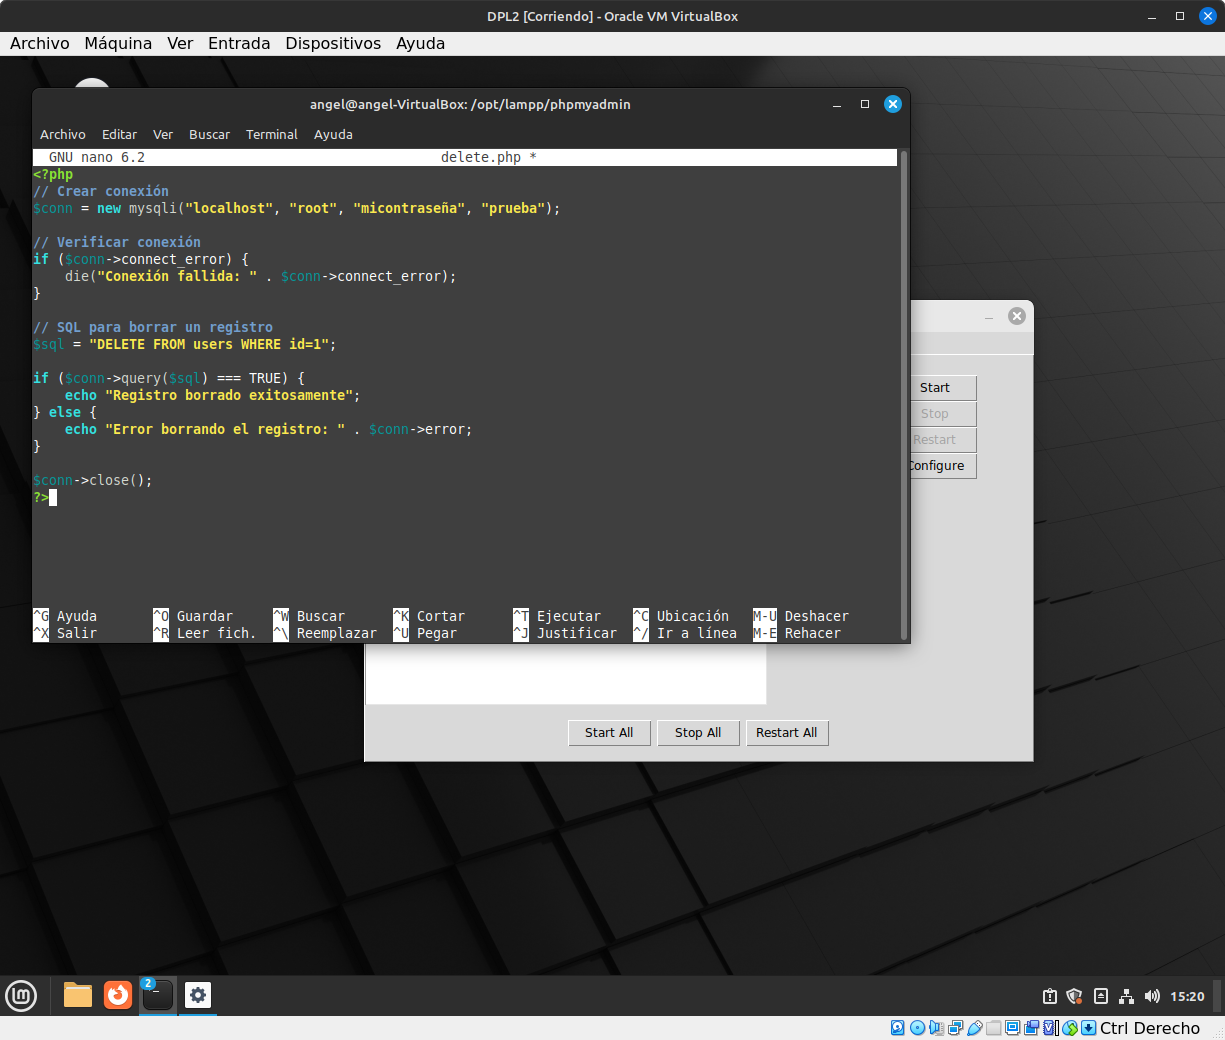 DPL2 [Corriendo] - Oracle VM VirtualBox
Archivo Máquina Ver Entrada Dispositivos Ayuda
angel@angel-VirtualBox: /opt/lampp/phpmyadmin
Archivo Editar Ver Buscar Terminal Ayuda
GNU nano 6.2 delete.php *
<?php
// Crear conexión
$conn = new mysqli("localhost", "root", "micontraseña", "prueba");
// Verificar conexión
if ($conn->connect_error) {
    die("Conexión fallida: " . $conn->connect_error);
}
// SQL para borrar un registro
$sql = "DELETE FROM users WHERE id=1";
if ($conn->query($sql) === TRUE) {
    echo "Registro borrado exitosamente";
} else {
    echo "Error borrando el registro: " . $conn->error;
}
$conn->close();
?>
^G Ayuda ^O Guardar ^W Buscar ^K Cortar ^T Ejecutar ^C Ubicación M-U Deshacer
^X Salir ^R Leer fich. ^\ Reemplazar ^U Pegar ^J Justificar ^/ Ir a línea M-E Rehacer
Start
Stop
Restart
Configure
Start All Stop All Restart All
2
lm
15:20
Ctrl Derecho